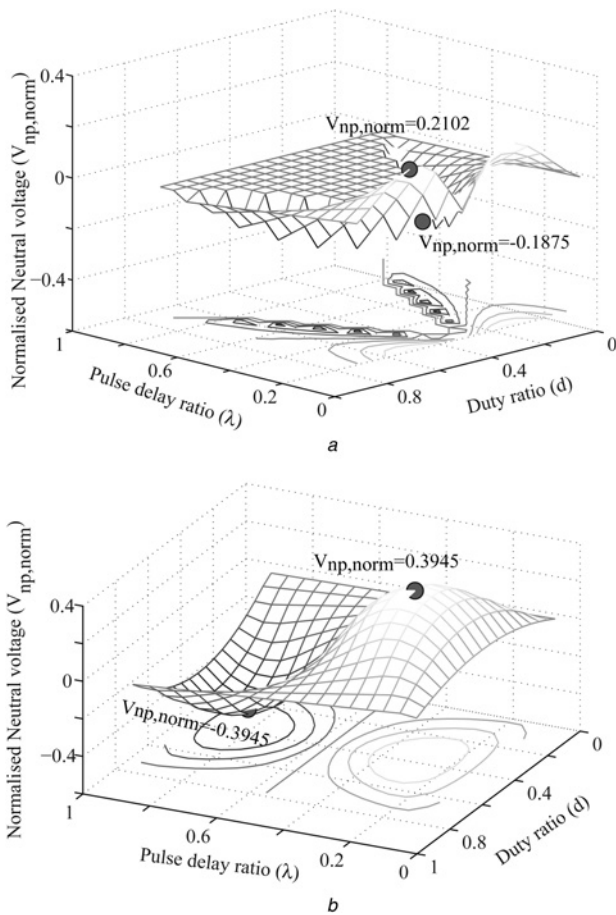 0.4
Normalised Neutral voltage (Vnp,norm)
Vnp,norm=0.2102
0
Vnp,norm=-0.1875
−0.4
1
0.6
0.2
0
0.8
0.4
0
Pulse delay ratio (λ)
Duty ratio (d)
a
Vnp,norm=0.3945
Normalised Neutral voltage (Vnp,norm)
0.4
0
−0.4
Vnp,norm=-0.3945
1
0.6
0.2
0
1
0.8
0.4
0
Pulse delay ratio (λ)
Duty ratio (d)
b